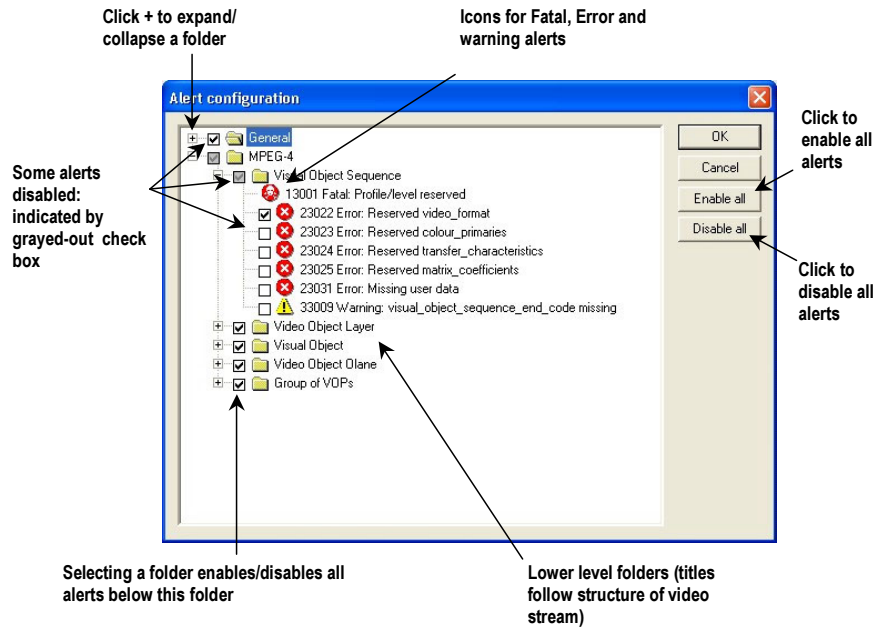 Click + to expand/
collapse a folder
Icons for Fatal, Error and
warning alerts
Alert configuration
General
MPEG-4
Visual Object Sequence
13001 Fatal: Profile/level reserved
23022 Error: Reserved video_format
23023 Error: Reserved colour_primaries
23024 Error: Reserved transfer_characteristics
23025 Error: Reserved matrix_coefficients
23031 Error: Missing user data
33009 Warning: visual_object_sequence_end_code missing
Video Object Layer
Visual Object
Video Object Olane
Group of VOPs
OK
Cancel
Enable all
Disable all
Some alerts
disabled:
indicated by
grayed-out check
box
Click to
enable all
alerts
Click to
disable all
alerts
Selecting a folder enables/disables all
alerts below this folder
Lower level folders (titles
follow structure of video
stream)